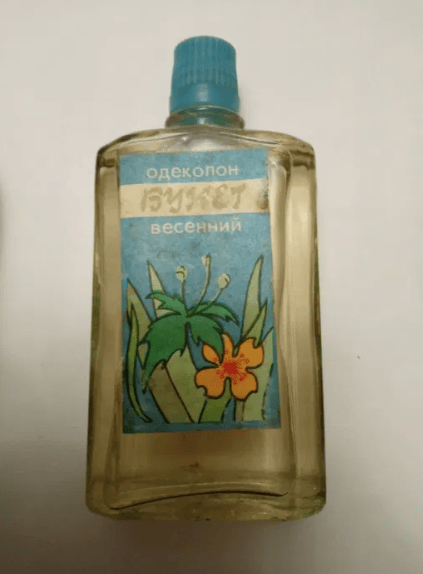 одеколон
БУКЕТ
весенний